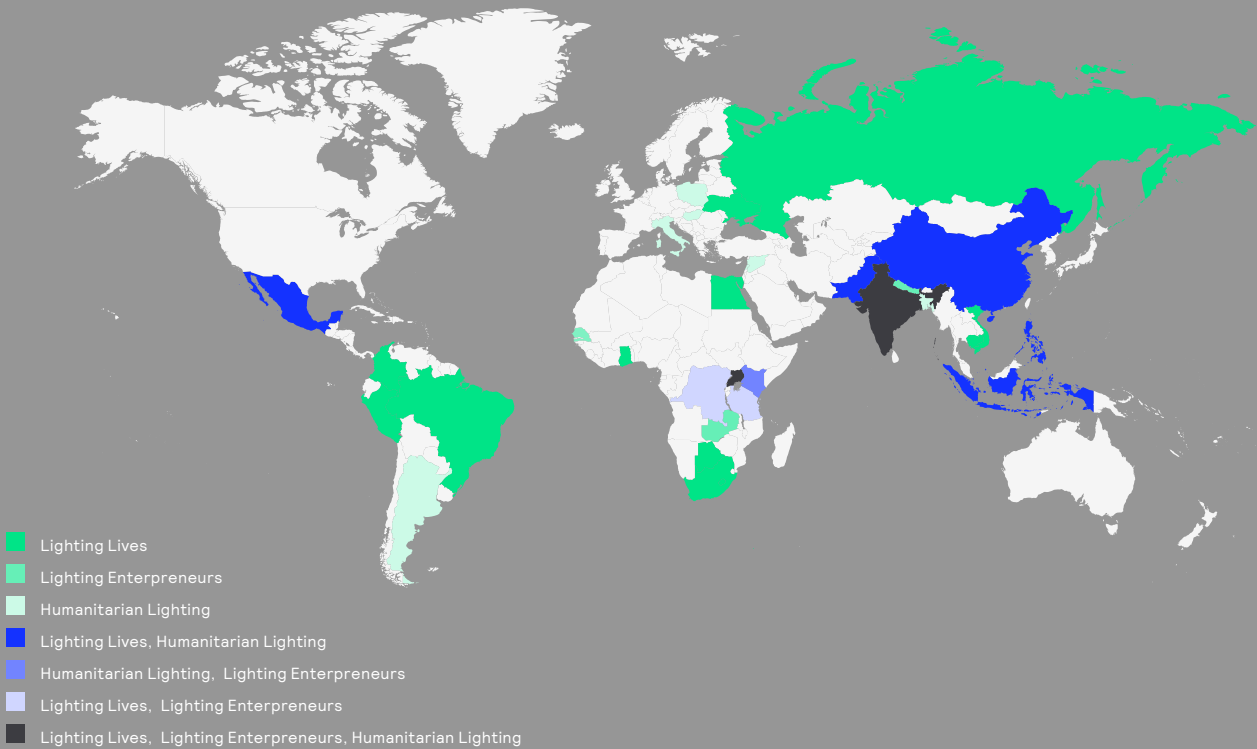 Lighting Lives
Lighting Enterpreneurs
Humanitarian Lighting
Lighting Lives, Humanitarian Lighting
Humanitarian Lighting, Lighting Enterpreneurs
Lighting Lives, Lighting Enterpreneurs
Lighting Lives, Lighting Enterpreneurs, Humanitarian Lighting